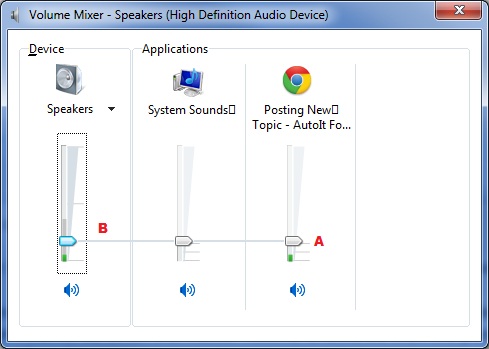 Volume Mixer - Speakers (High Definition Audio Device)
Device
Applications
Speakers
System Sounds▯
Posting New▯
Topic - AutoIt Fo...
B
A